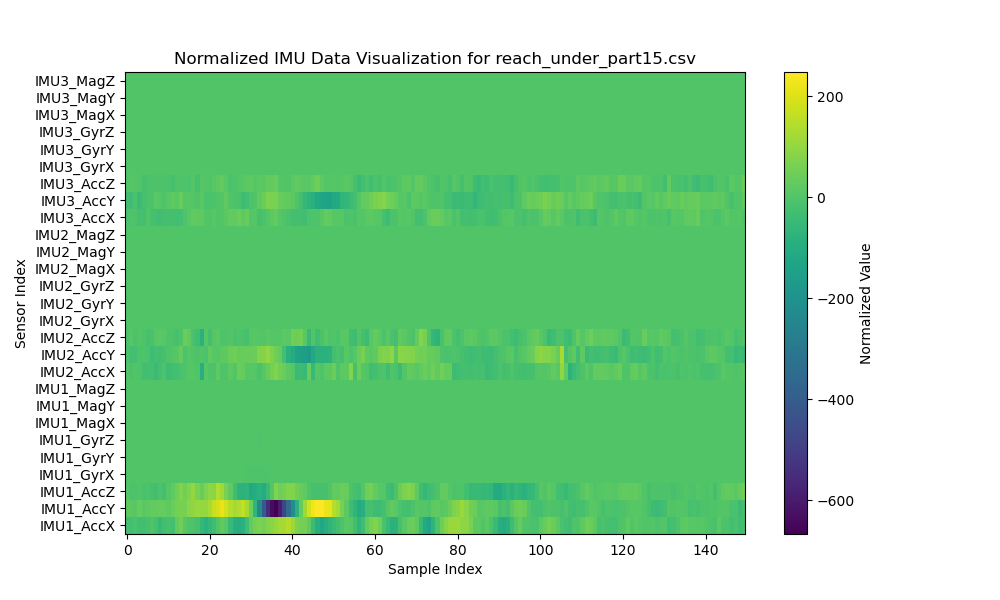 Normalized IMU Data Visualization for reach_under_part15.csv
Sensor Index
IMU3_MagZ
IMU3_MagY
IMU3_MagX
IMU3_GyrZ
IMU3_GyrY
IMU3_GyrX
IMU3_AccZ
IMU3_AccY
IMU3_AccX
IMU2_MagZ
IMU2_MagY
IMU2_MagX
IMU2_GyrZ
IMU2_GyrY
IMU2_GyrX
IMU2_AccZ
IMU2_AccY
IMU2_AccX
IMU1_MagZ
IMU1_MagY
IMU1_MagX
IMU1_GyrZ
IMU1_GyrY
IMU1_GyrX
IMU1_AccZ
IMU1_AccY
IMU1_AccX
0 20 40 60 80 100 120 140
Sample Index
200
0
−200
−400
−600
Normalized Value